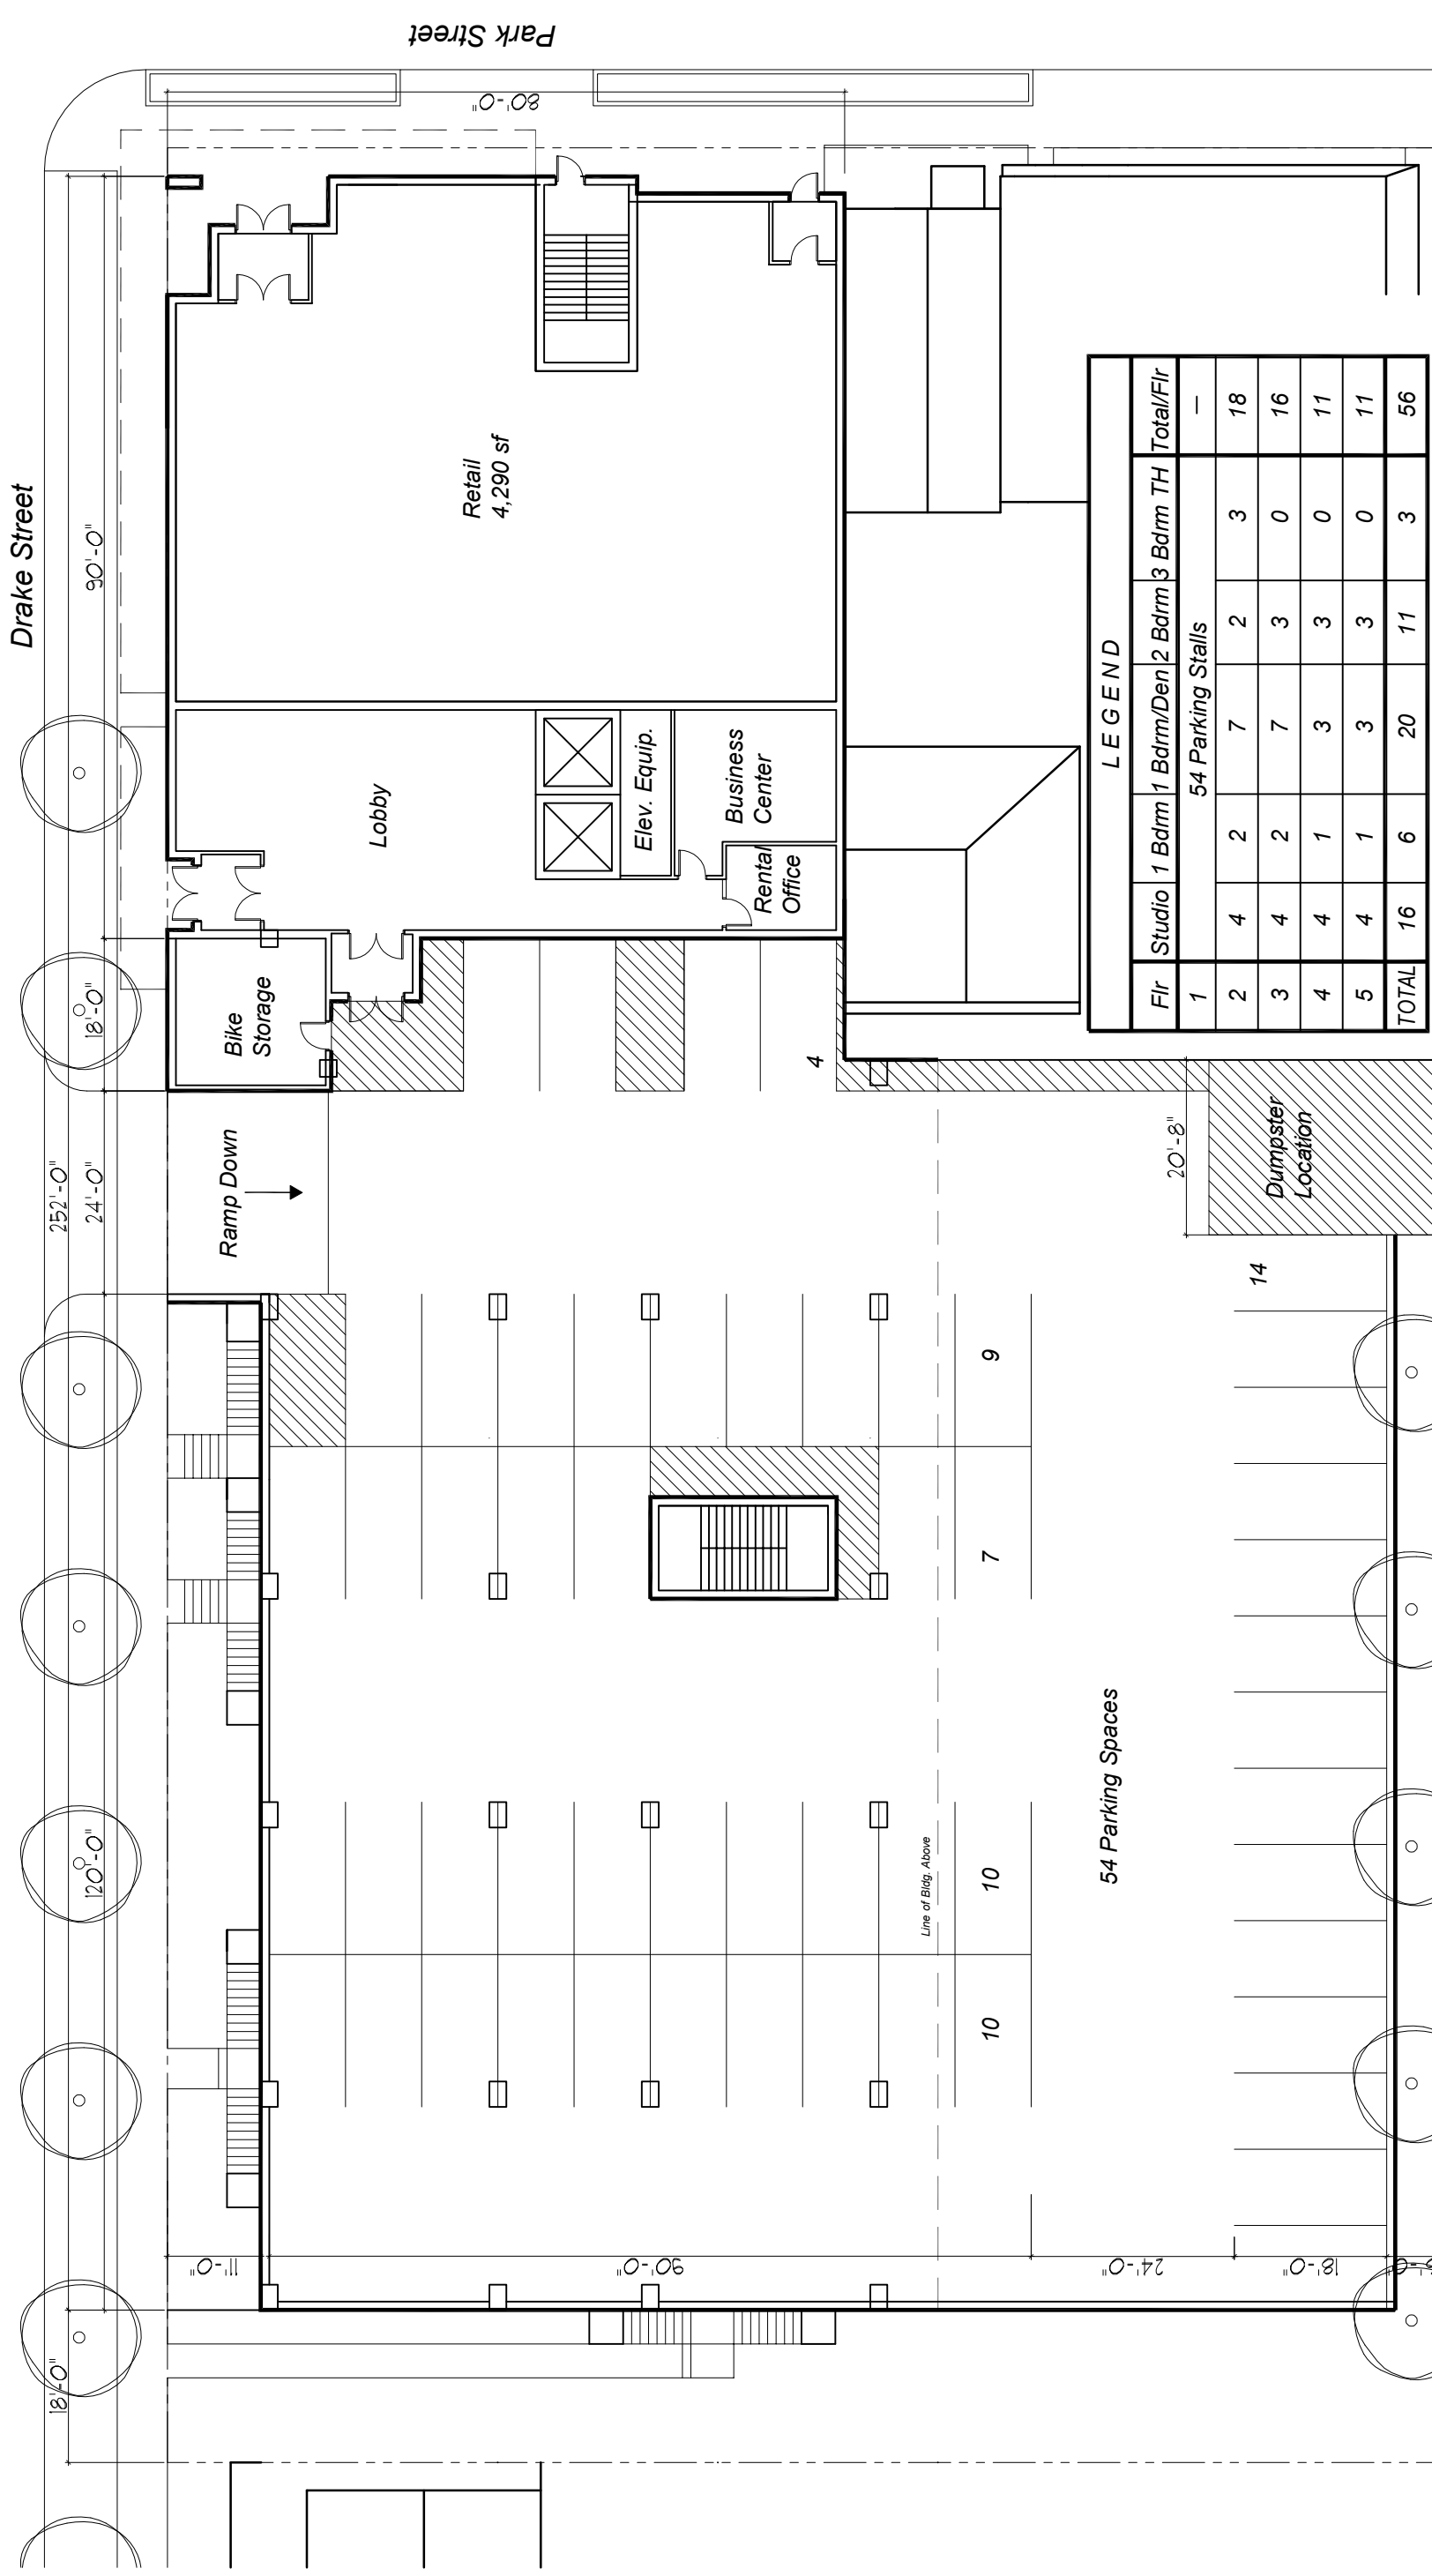 Park Street
80'-0"
Drake Street
90'-0"
252'-0"
18'-0"
24'-0"
120'-0"
18'-0"
Retail
4,290 sf
Lobby
Elev. Equip.
Business
Center
Rental
Office
Bike
Storage
Ramp Down
4
20'-8"
Dumpster
Location
14
9
7
10
10
Line of Bldg. Above
54 Parking Spaces
11'-0"
90'-0"
24'-0"
18'-0"
LEGEND
Flr Studio 1 Bdrm 1 Bdrm/Den 2 Bdrm 3 Bdrm TH Total/Flr
1 54 Parking Stalls —
2 4 2 7 2 3 18
3 4 2 7 3 0 16
4 4 1 3 3 0 11
5 4 1 3 3 0 11
TOTAL 16 6 20 11 3 56